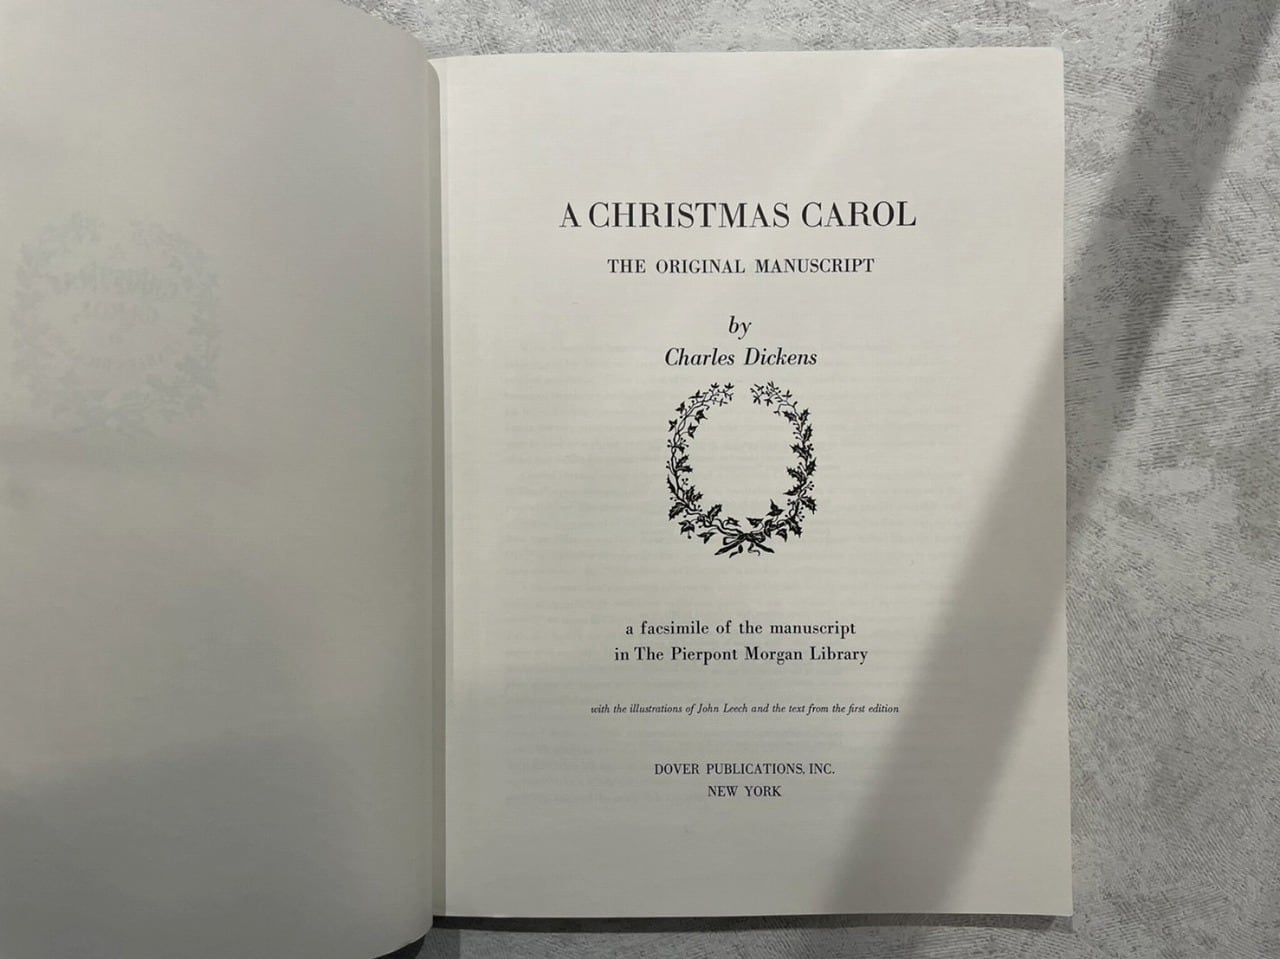 A CHRISTMAS CAROL
THE ORIGINAL MANUSCRIPT
by
Charles Dickens
a facsimile of the manuscript
in The Pierpont Morgan Library
with the illustrations of John Leech and the text from the first edition
DOVER PUBLICATIONS, INC.
NEW YORK